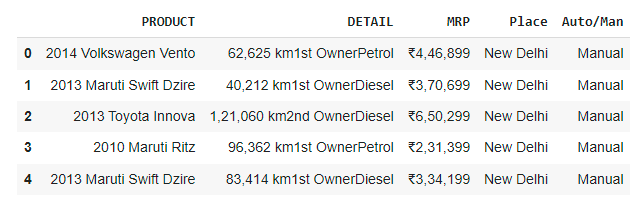 PRODUCT DETAIL MRP Place Auto/Man
0 2014 Volkswagen Vento 62,625 km1st OwnerPetrol ₹4,46,899 New Delhi Manual
1 2013 Maruti Swift Dzire 40,212 km1st OwnerDiesel ₹3,70,699 New Delhi Manual
2 2013 Toyota Innova 1,21,060 km2nd OwnerDiesel ₹6,50,299 New Delhi Manual
3 2010 Maruti Ritz 96,362 km1st OwnerPetrol ₹2,31,399 New Delhi Manual
4 2013 Maruti Swift Dzire 83,414 km1st OwnerDiesel ₹3,34,199 New Delhi Manual